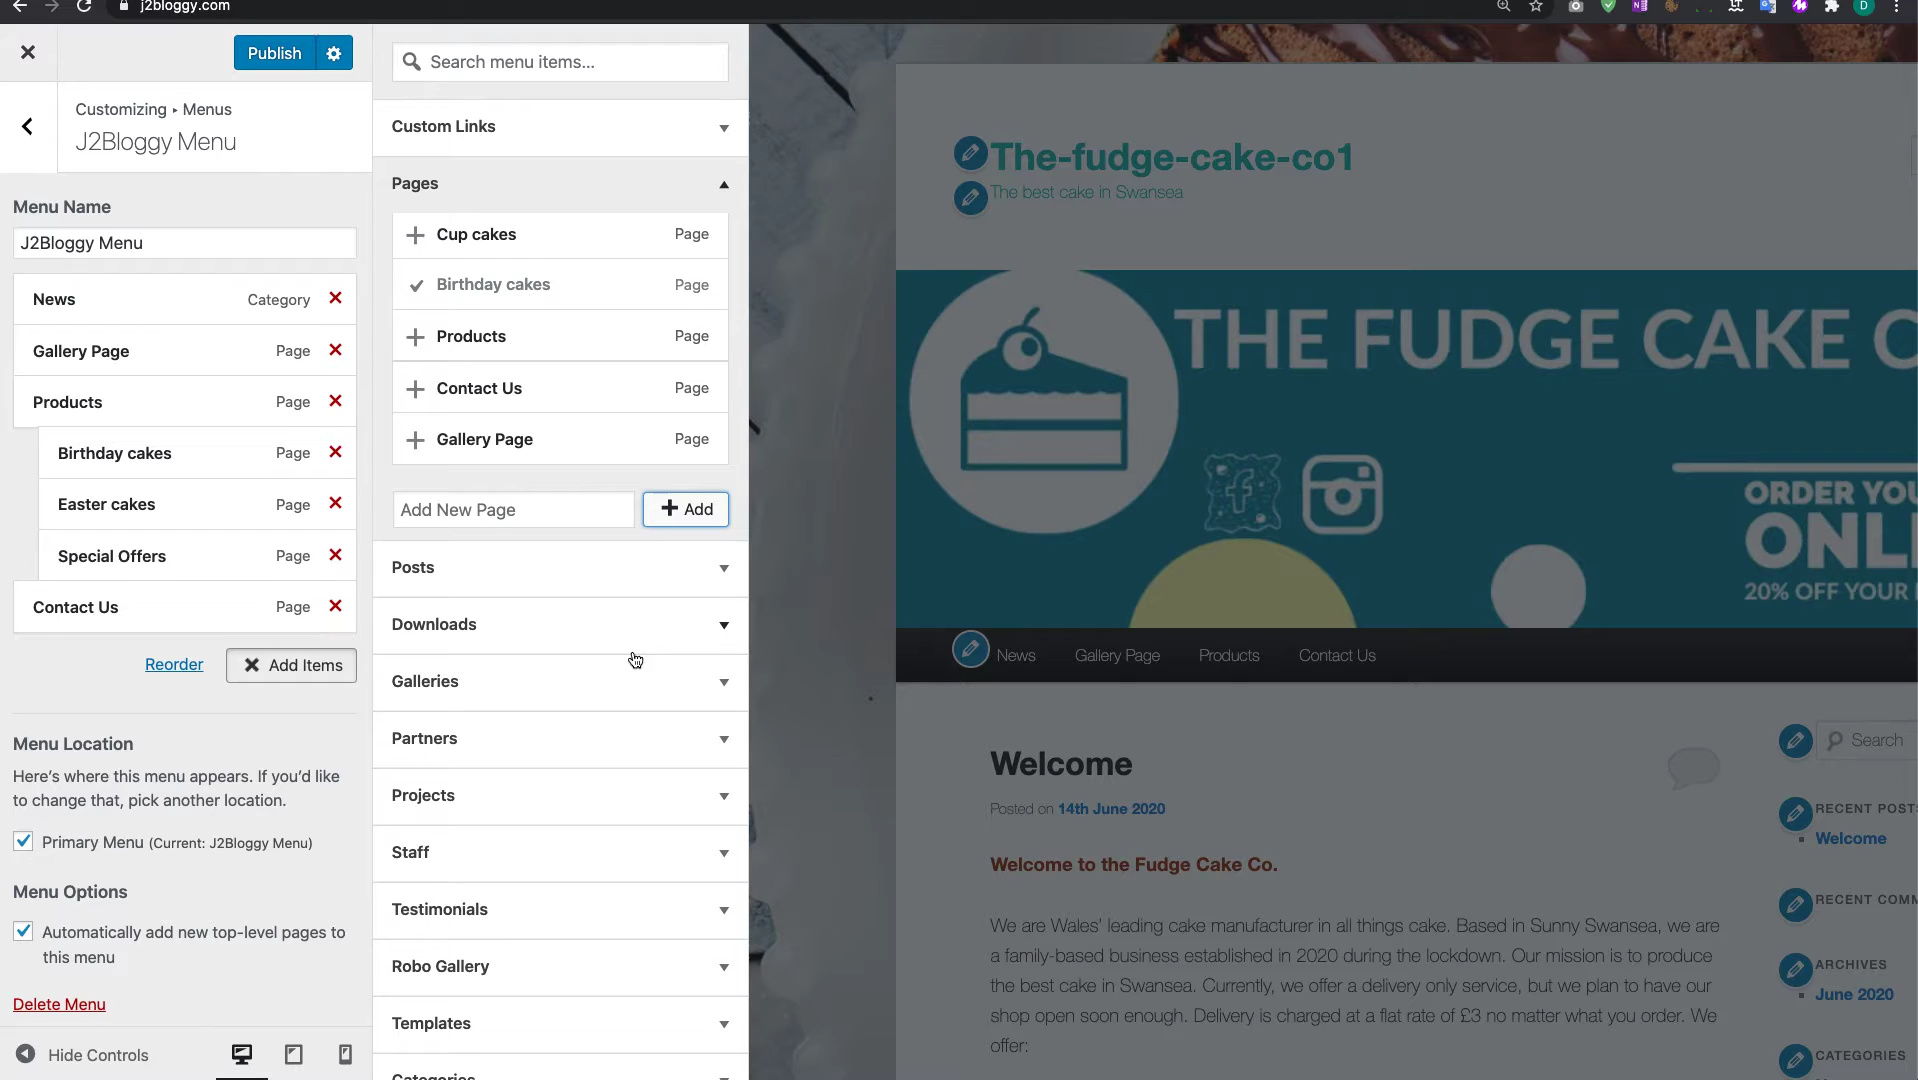 j2bloggy.com
Publish
Customizing ▸ Menus
J2Bloggy Menu
Menu Name
J2Bloggy Menu
News Category
Gallery Page Page
Products Page
Birthday cakes Page
Easter cakes Page
Special Offers Page
Contact Us Page
Reorder Add Items
Menu Location
Here's where this menu appears. If you'd like
to change that, pick another location.
Primary Menu (Current: J2Bloggy Menu)
Menu Options
Automatically add new top-level pages to
this menu
Delete Menu
Hide Controls
Search menu items...
Custom Links
Pages
Cup cakes Page
Birthday cakes Page
Products Page
Contact Us Page
Gallery Page Page
Add New Page Add
Posts
Downloads
Galleries
Partners
Projects
Staff
Testimonials
Robo Gallery
Templates
Categories
The-fudge-cake-co1
The best cake in Swansea
THE FUDGE CAKE C
ORDER YOU
ONLI
20% OFF YOUR
News Gallery Page Products Contact Us
Welcome
Posted on 14th June 2020
Welcome to the Fudge Cake Co.
We are Wales' leading cake manufacturer in all things cake. Based in Sunny Swansea, we are
a family-based business established in 2020 during the lockdown. Our mission is to produce
the best cake in Swansea. Currently, we offer a delivery only service, but we plan to have our
shop open soon enough. Delivery is charged at a flat rate of £3 no matter what you order. We
offer:
Search
RECENT POSTS
Welcome
RECENT COMM
ARCHIVES
June 2020
CATEGORIES